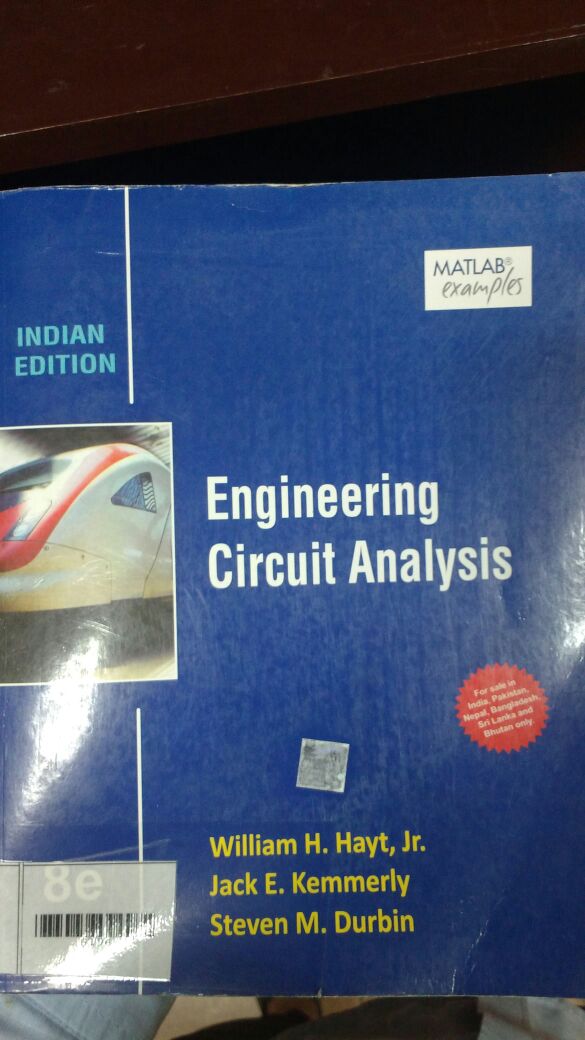 MATLAB®
examples
INDIAN
EDITION
Engineering
Circuit Analysis
For sale in
India, Pakistan,
Nepal, Bangladesh,
Sri Lanka and
Bhutan only.
William H. Hayt, Jr.
Jack E. Kemmerly
Steven M. Durbin
8e